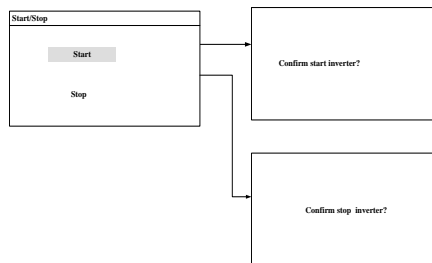 Start/Stop
Start
Stop
Confirm start inverter?
Confirm stop inverter?